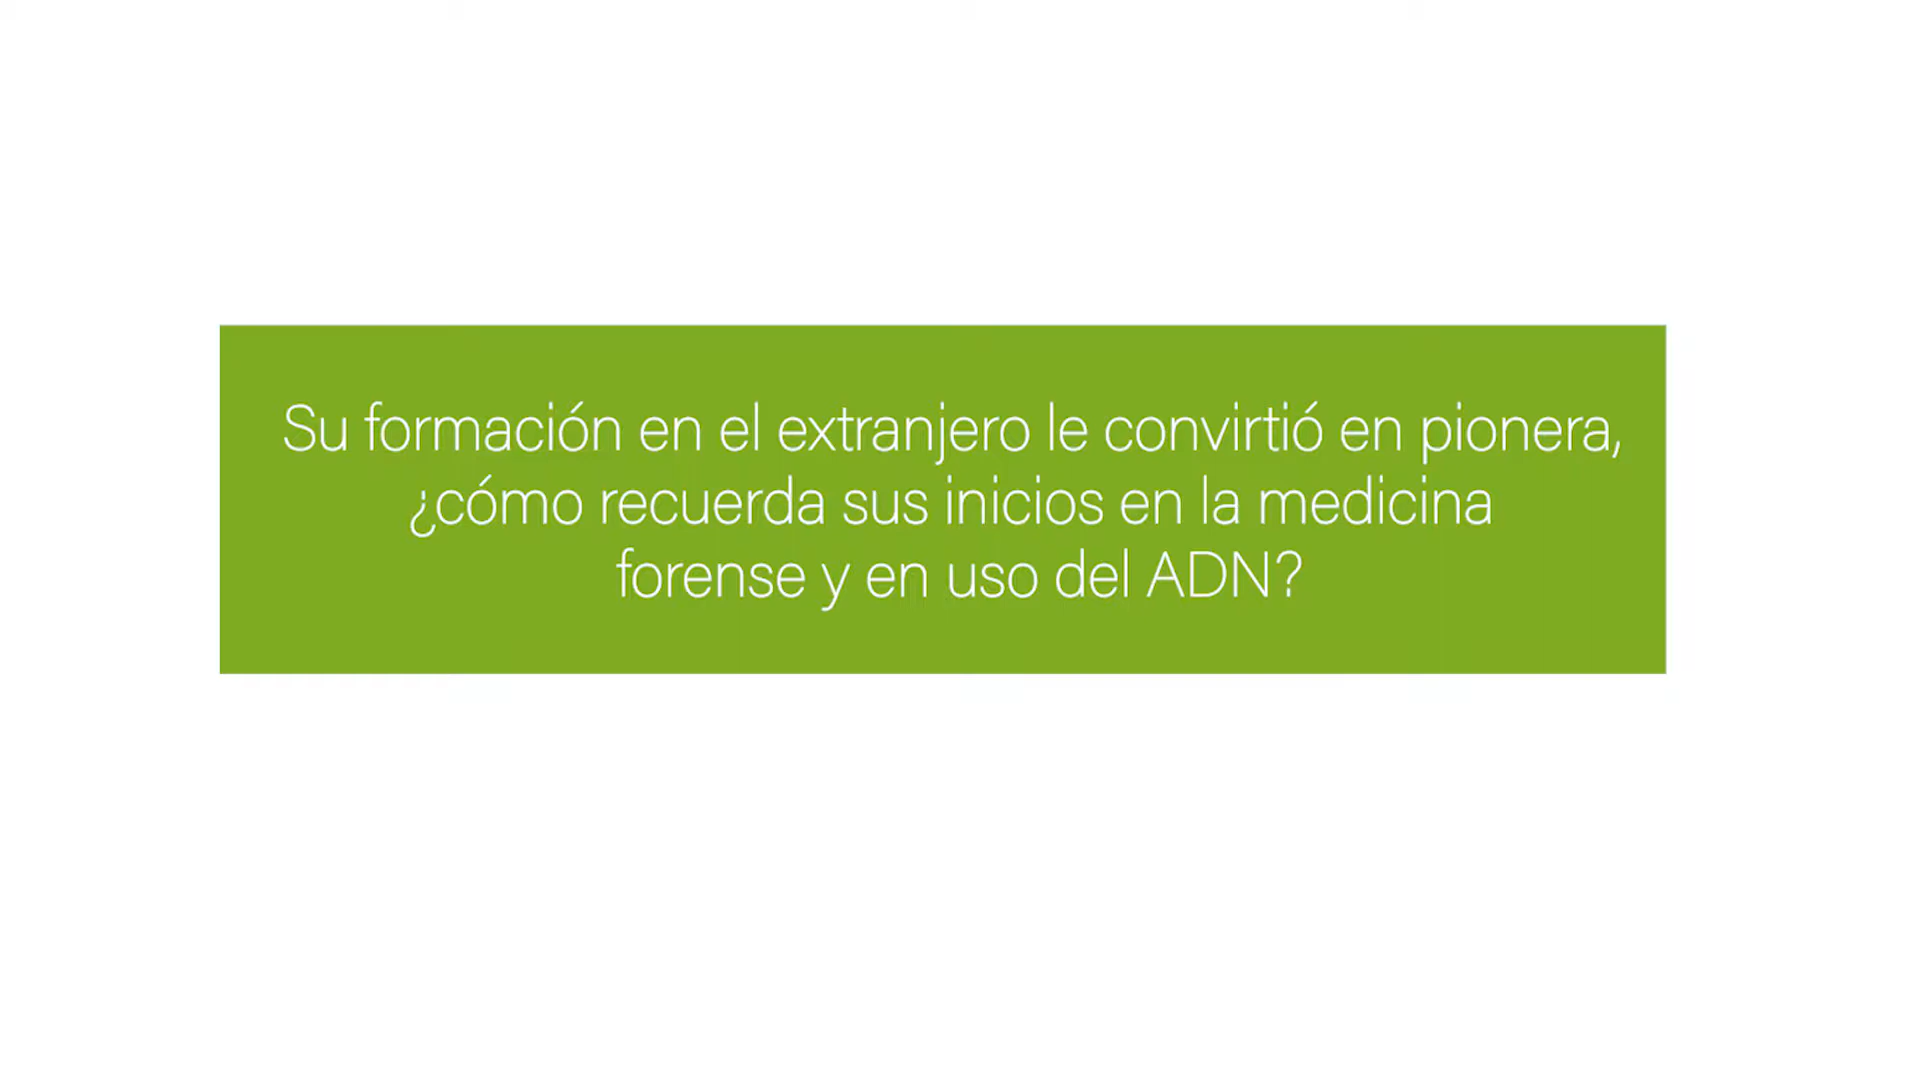 Su formación en el extranjero le convirtió en pionera,
¿cómo recuerda sus inicios en la medicina
forense y en uso del ADN?